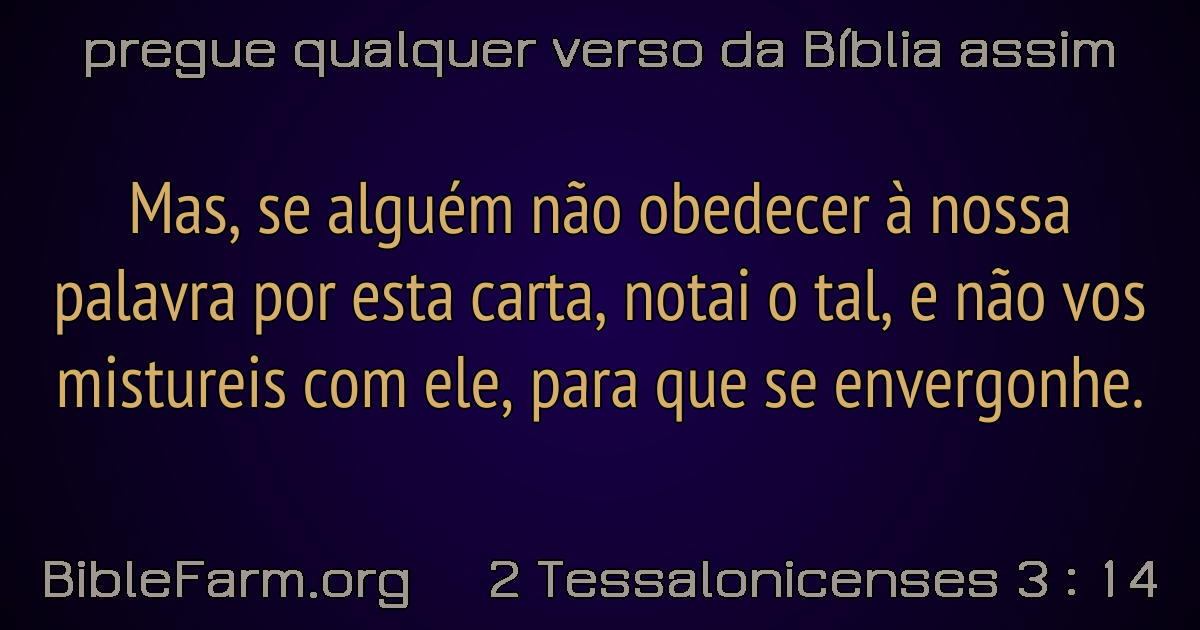 pregue qualquer verso da Bíblia assim
Mas, se alguém não obedecer à nossa
palavra por esta carta, notai o tal, e não vos
mistureis com ele, para que se envergonhe.
BibleFarm.org 2 Tessalonicenses 3 : 14